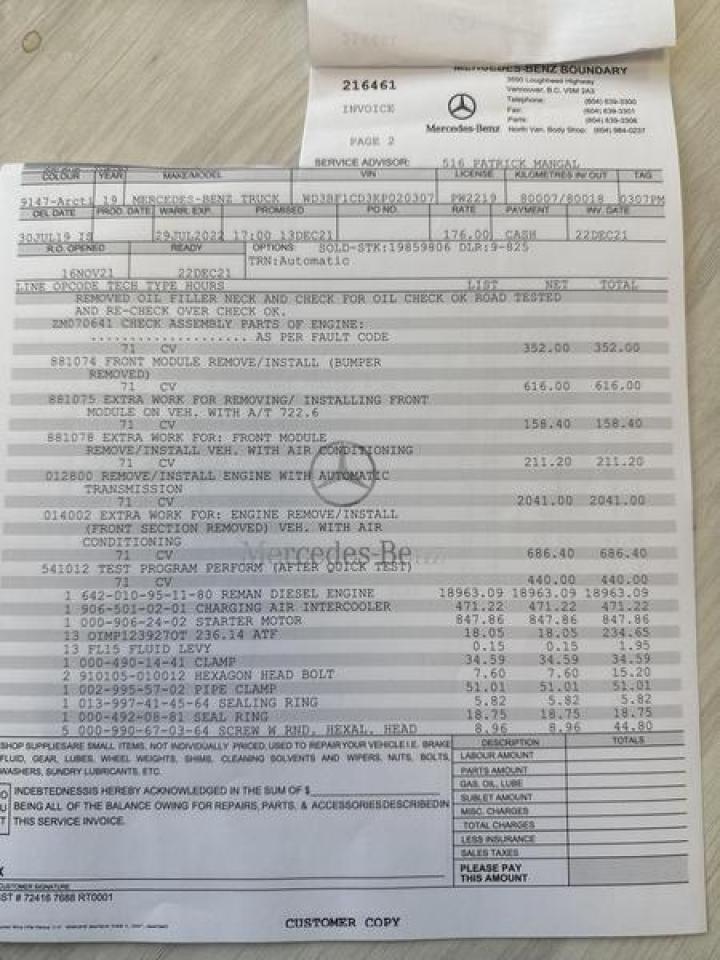 MERCEDES-BENZ BOUNDARY
216461
3550 Lougheed Highway
Vancouver, B.C. V5M 2A3
INVOICE
Telephone: (604) 639-3300
Fax: (604) 639-3301
Parts: (604) 639-3306
Mercedes-Benz North Van. Body Shop: (604) 984-0237
PAGE 2
SERVICE ADVISOR: 516 PATRICK MANGAL
COLOUR YEAR MAKE/MODEL VIN LICENSE KILOMETRES IN/ OUT TAG
9147-Arcti 19 MERCEDES-BENZ TRUCK WD3BF1CD3KP020307 PW2219 80007/80018 0307PM
DEL DATE PROD. DATE WARR. EXP. PROMISED PO NO. RATE PAYMENT INV. DATE
30JUL19 IS 29JUL2022 17:00 13DEC21 176.00 CASH 22DEC21
R.O. OPENED READY OPTIONS: SOLD-STK:19859806 DLR:9-825
TRN:Automatic
16NOV21 22DEC21
LINE OPCODE TECH TYPE HOURS LIST NET TOTAL
REMOVED OIL FILLER NECK AND CHECK FOR OIL CHECK OK ROAD TESTED
AND RE-CHECK OVER CHECK OK.
ZM070641 CHECK ASSEMBLY PARTS OF ENGINE:
.................... AS PER FAULT CODE
71 CV 352.00 352.00
881074 FRONT MODULE REMOVE/INSTALL (BUMPER
REMOVED)
71 CV 616.00 616.00
881075 EXTRA WORK FOR REMOVING/ INSTALLING FRONT
MODULE ON VEH. WITH A/T 722.6
71 CV 158.40 158.40
881078 EXTRA WORK FOR: FRONT MODULE
REMOVE/INSTALL VEH. WITH AIR CONDITIONING
71 CV 211.20 211.20
012800 REMOVE/INSTALL ENGINE WITH AUTOMATIC
TRANSMISSION
71 CV 2041.00 2041.00
014002 EXTRA WORK FOR: ENGINE REMOVE/INSTALL
(FRONT SECTION REMOVED) VEH. WITH AIR
CONDITIONING
71 CV 686.40 686.40
Mercedes-Benz
541012 TEST PROGRAM PERFORM (AFTER QUICK TEST)
71 CV 440.00 440.00
1 642-010-95-11-80 REMAN DIESEL ENGINE 18963.09 18963.09 18963.09
1 906-501-02-01 CHARGING AIR INTERCOOLER 471.22 471.22 471.22
1 000-906-24-02 STARTER MOTOR 847.86 847.86 847.86
13 OIMP123927OT 236.14 ATF 18.05 18.05 234.65
13 FL15 FLUID LEVY 0.15 0.15 1.95
1 000-490-14-41 CLAMP 34.59 34.59 34.59
2 910105-010012 HEXAGON HEAD BOLT 7.60 7.60 15.20
1 002-995-57-02 PIPE CLAMP 51.01 51.01 51.01
1 013-997-41-45-64 SEALING RING 5.82 5.82 5.82
1 000-492-08-81 SEAL RING 18.75 18.75 18.75
5 000-990-67-03-64 SCREW W RND. HEXAL. HEAD 8.96 8.96 44.80
SHOP SUPPLIES ARE SMALL ITEMS, NOT INDIVIDUALLY PRICED, USED TO REPAIR YOUR VEHICLE I.E. BRAKE
FLUID, GEAR, LUBES, WHEEL WEIGHTS, SHIMS, CLEANING SOLVENTS AND WIPERS, NUTS, BOLTS,
WASHERS, SUNDRY LUBRICANTS, ETC.
INDEBTEDNESS IS HEREBY ACKNOWLEDGED IN THE SUM OF $
BEING ALL OF THE BALANCE OWING FOR REPAIRS, PARTS, & ACCESSORIES DESCRIBED IN
THIS SERVICE INVOICE.
DESCRIPTION TOTALS
LABOUR AMOUNT
PARTS AMOUNT
GAS, OIL, LUBE
SUBLET AMOUNT
MISC. CHARGES
TOTAL CHARGES
LESS INSURANCE
SALES TAXES
PLEASE PAY
THIS AMOUNT
X
CUSTOMER SIGNATURE
GST # 72416 7688 RT0001
CUSTOMER COPY